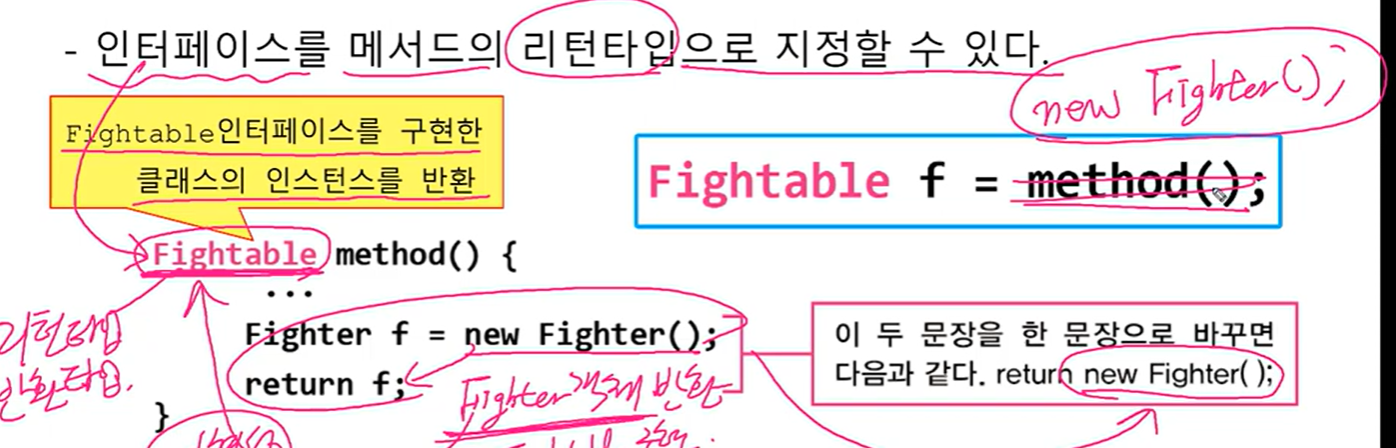 - 인터페이스를 메서드의 리턴타입으로 지정할 수 있다.
new Fighter();
Fightable인터페이스를 구현한
클래스의 인스턴스를 반환
Fightable f = method();
Fightable method() {
...
리턴타입
반환타입.
Fighter f = new Fighter();
return f;
Fighter객체 반환
}
이 두 문장을 한 문장으로 바꾸면
다음과 같다. return new Fighter( );